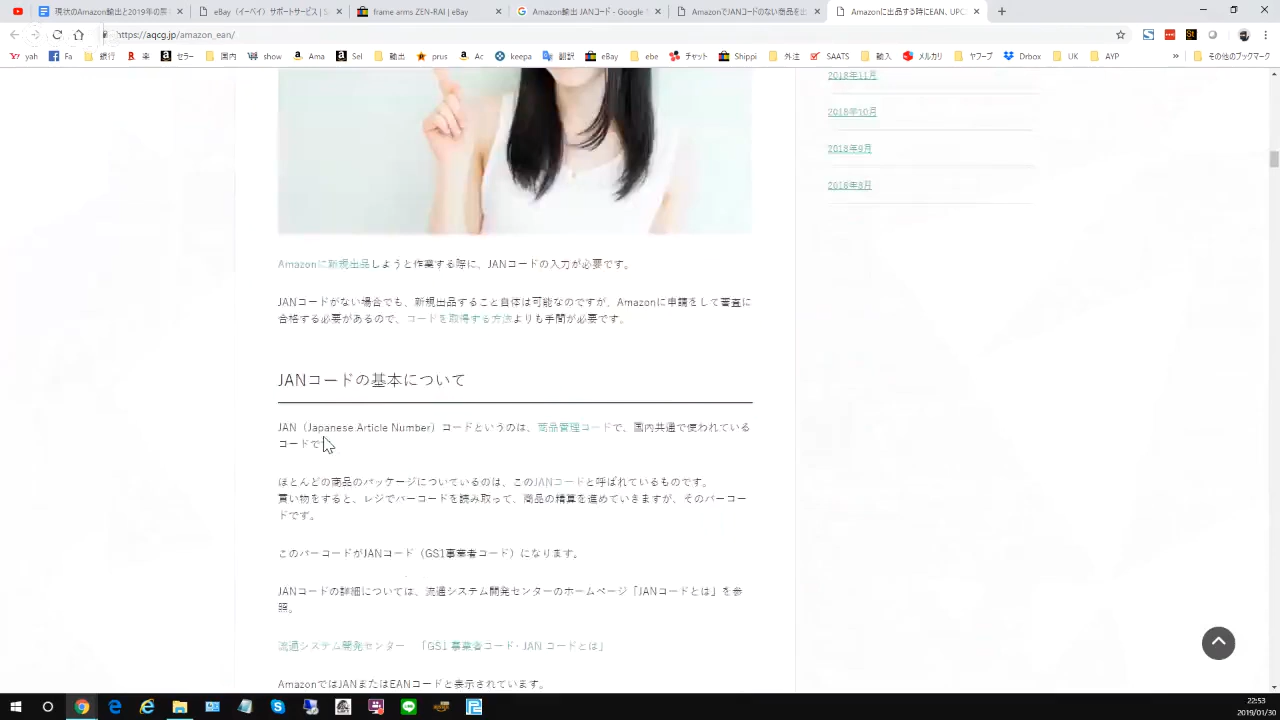 現状のAmazon輸出と2019年の展
eBay（イーベイ）サポートサービス | S
frame arms ZEN-RAI | eBay
Amazon輸出 JANコード - Google
AmazonでJANコードのない商品を出
Amazonに出品する時にEAN、UPC
https://aqcg.jp/amazon_ean/
yah
Fa
銀行
楽
セラー
国内
show
Ama
Sel
輸出
prus
Ac
keepa
翻訳
eBay
ebe
チャット
Shippi
外注
SAATS
輸入
メルカリ
ヤフーブ
Drbox
UK
AYP
»
その他のブックマーク
2018年11月
2018年10月
2018年9月
2018年8月
Amazonに新規出品しようと作業する際に、JANコードの入力が必要です。
JANコードがない場合でも、新規出品すること自体は可能なのですが、Amazonに申請をして審査に
合格する必要があるので、コードを取得する方法よりも手間が必要です。
JANコードの基本について
JAN（Japanese Article Number）コードというのは、商品管理コードで、国内共通で使われている
コードで
ほとんどの商品のパッケージについているのは、このJANコードと呼ばれているものです。
買い物をすると、レジでバーコードを読み取って、商品の精算を進めていきますが、そのバーコー
ドです。
このバーコードがJANコード（GS1事業者コード）になります。
JANコードの詳細については、流通システム開発センターのホームページ「JANコードとは」を参
照。
流通システム開発センター 「GS1 事業者コード・JAN コードとは」
AmazonではJANまたはEANコードと表示されています。
22:53
2019/01/30